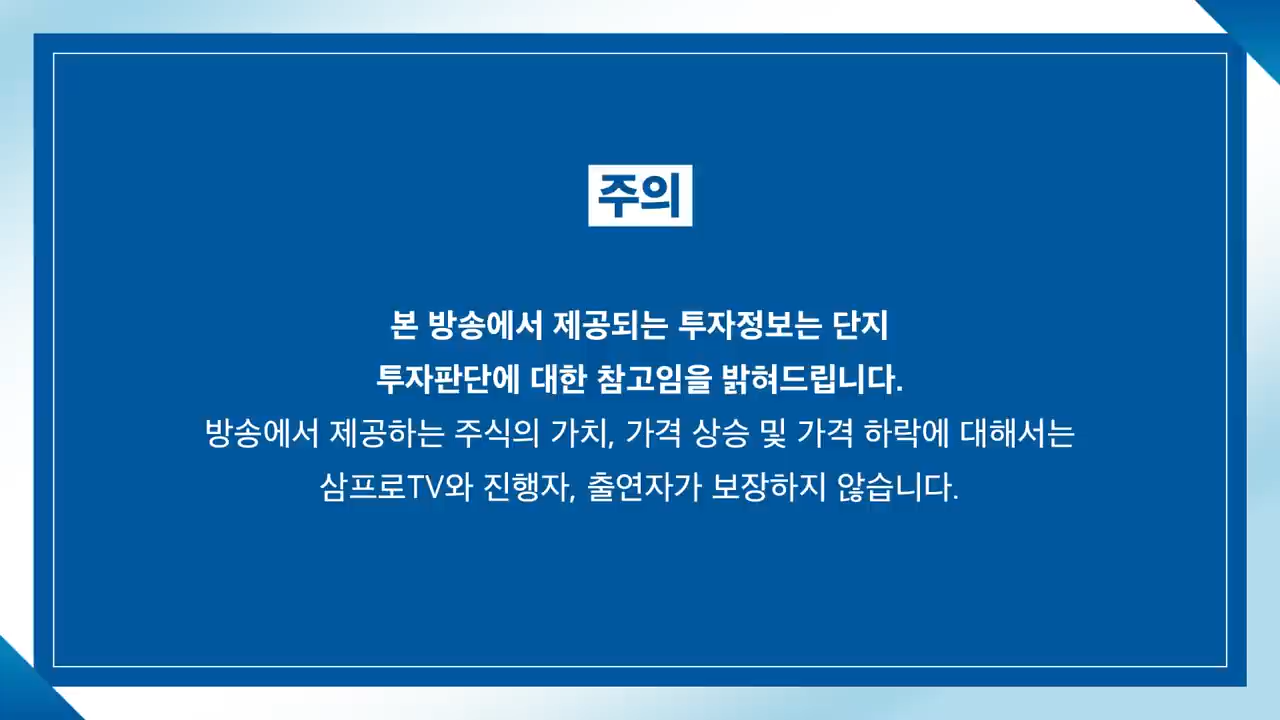 주의
본 방송에서 제공되는 투자정보는 단지
투자판단에 대한 참고임을 밝혀드립니다.
방송에서 제공하는 주식의 가치, 가격 상승 및 가격 하락에 대해서는
삼프로TV와 진행자, 출연자가 보장하지 않습니다.